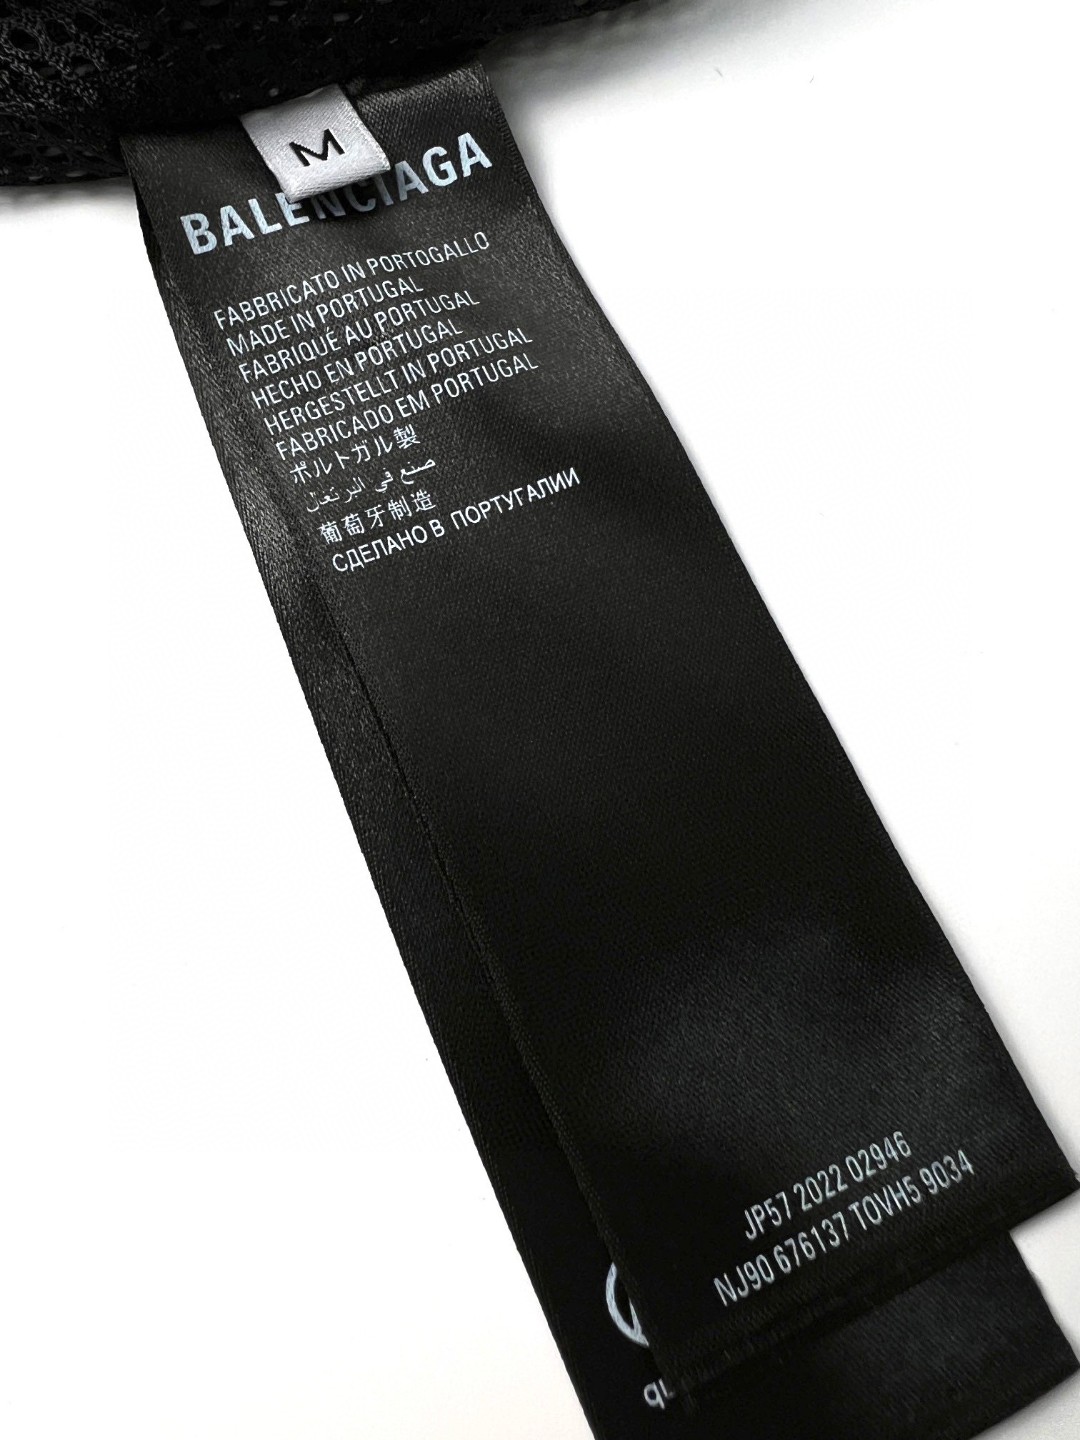 M
BALENCIAGA
FABBRICATO IN PORTOGALLO
MADE IN PORTUGAL
FABRIQUÉ AU PORTUGAL
HECHO EN PORTUGAL
HERGESTELLT IN PORTUGAL
FABRICADO EM PORTUGAL
ポルトガル製
صنع في البرتغال
葡萄牙制造
СДЕЛАНО В ПОРТУГАЛИИ
JP57 2022 02946
NJ90 676137 TOVH5 9034